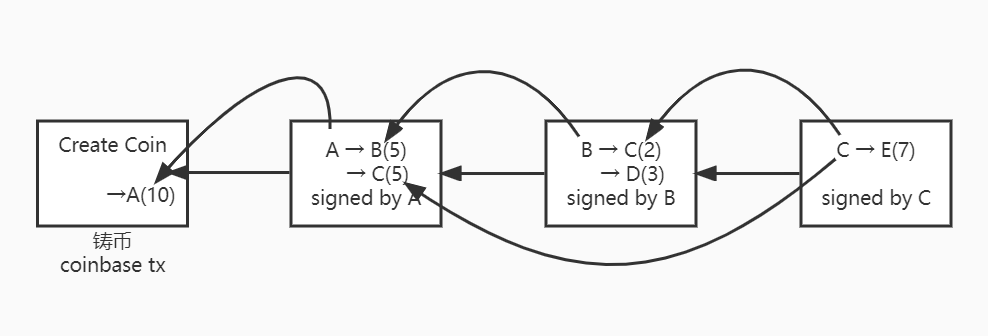 Create Coin
→A(10)
铸币
coinbase tx
A → B(5)
→ C(5)
signed by A
B → C(2)
→ D(3)
signed by B
C → E(7)
signed by C